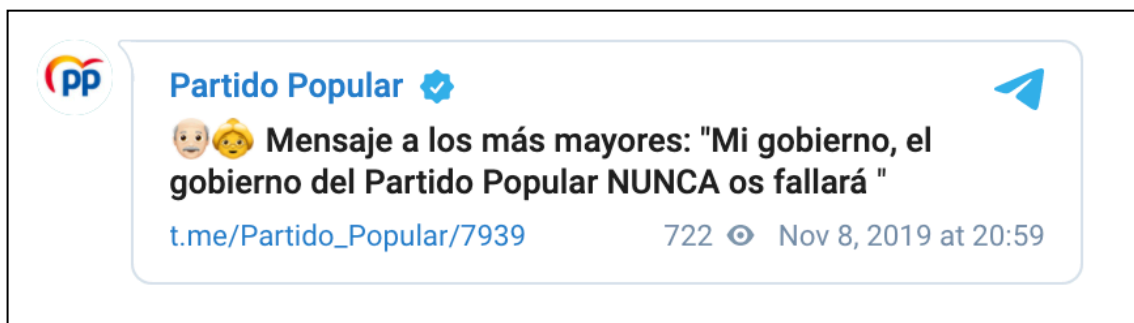 PP
Partido Popular
👴🏻👵 Mensaje a los más mayores: "Mi gobierno, el
gobierno del Partido Popular NUNCA os fallará "
t.me/Partido_Popular/7939 722 Nov 8, 2019 at 20:59